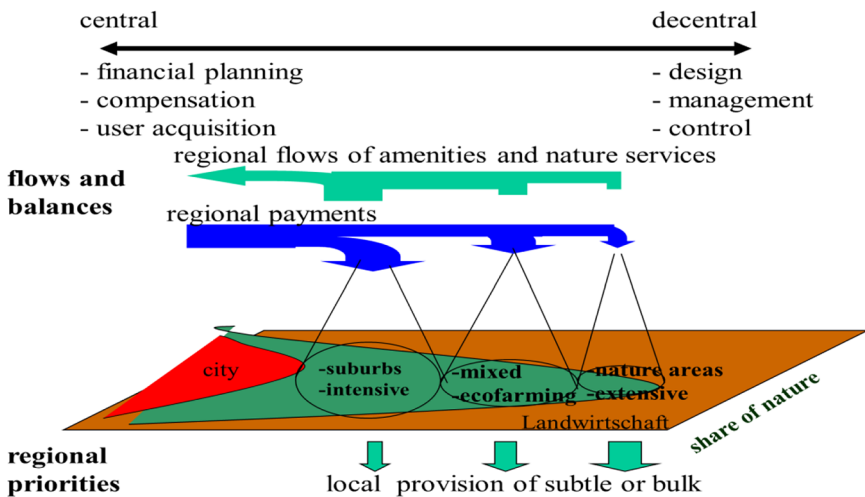 central decentral
- financial planning - design
- compensation - management
- user acquisition - control
regional flows of amenities and nature services
flows and
balances
regional payments
city
-suburbs -mixed -nature areas
-intensive -ecofarming -extensive
Landwirtschaft
share of nature
regional
priorities
local provision of subtle or bulk